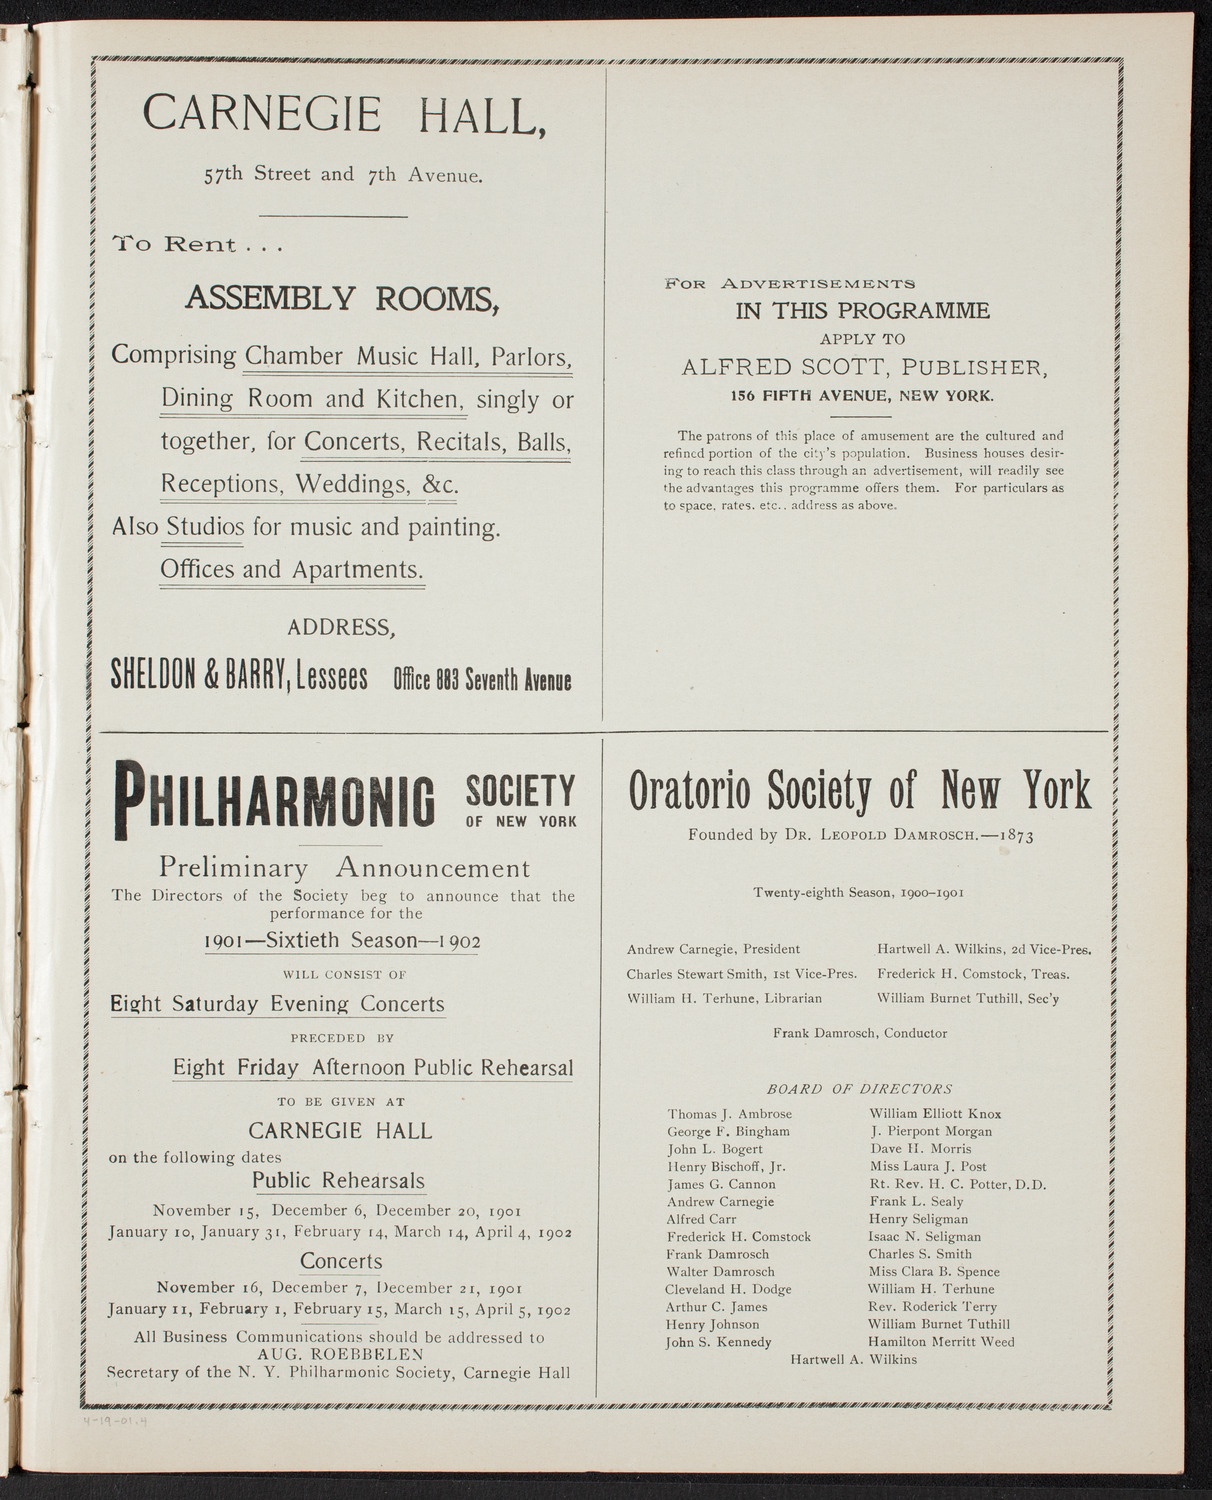 CARNEGIE HALL,
57th Street and 7th Avenue.
To Rent . . .
ASSEMBLY ROOMS,
Comprising Chamber Music Hall, Parlors,
Dining Room and Kitchen, singly or
together, for Concerts, Recitals, Balls,
Receptions, Weddings, &c.
Also Studios for music and painting.
Offices and Apartments.
ADDRESS,
SHELDON & BARRY, Lessees Office 883 Seventh Avenue
FOR ADVERTISEMENTS
IN THIS PROGRAMME
APPLY TO
ALFRED SCOTT, PUBLISHER,
156 FIFTH AVENUE, NEW YORK.
The patrons of this place of amusement are the cultured and
refined portion of the city's population. Business houses desir-
ing to reach this class through an advertisement, will readily see
the advantages this programme offers them. For particulars as
to space, rates, etc., address as above.
PHILHARMONIC SOCIETY
OF NEW YORK
Preliminary Announcement
The Directors of the Society beg to announce that the
performance for the
1901—Sixtieth Season—1902
WILL CONSIST OF
Eight Saturday Evening Concerts
PRECEDED BY
Eight Friday Afternoon Public Rehearsal
TO BE GIVEN AT
CARNEGIE HALL
on the following dates
Public Rehearsals
November 15, December 6, December 20, 1901
January 10, January 31, February 14, March 14, April 4, 1902
Concerts
November 16, December 7, December 21, 1901
January 11, February 1, February 15, March 15, April 5, 1902
All Business Communications should be addressed to
AUG. ROEBBELEN
Secretary of the N. Y. Philharmonic Society, Carnegie Hall
Oratorio Society of New York
Founded by DR. LEOPOLD DAMROSCH.—1873
Twenty-eighth Season, 1900-1901
Andrew Carnegie, President Hartwell A. Wilkins, 2d Vice-Pres.
Charles Stewart Smith, 1st Vice-Pres. Frederick H. Comstock, Treas.
William H. Terhune, Librarian William Burnet Tuthill, Sec'y
Frank Damrosch, Conductor
BOARD OF DIRECTORS
Thomas J. Ambrose William Elliott Knox
George F. Bingham J. Pierpont Morgan
John L. Bogert Dave H. Morris
Henry Bischoff, Jr. Miss Laura J. Post
James G. Cannon Rt. Rev. H. C. Potter, D.D.
Andrew Carnegie Frank L. Sealy
Alfred Carr Henry Seligman
Frederick H. Comstock Isaac N. Seligman
Frank Damrosch Charles S. Smith
Walter Damrosch Miss Clara B. Spence
Cleveland H. Dodge William H. Terhune
Arthur C. James Rev. Roderick Terry
Henry Johnson William Burnet Tuthill
John S. Kennedy Hamilton Merritt Weed
Hartwell A. Wilkins
4-19-01.4